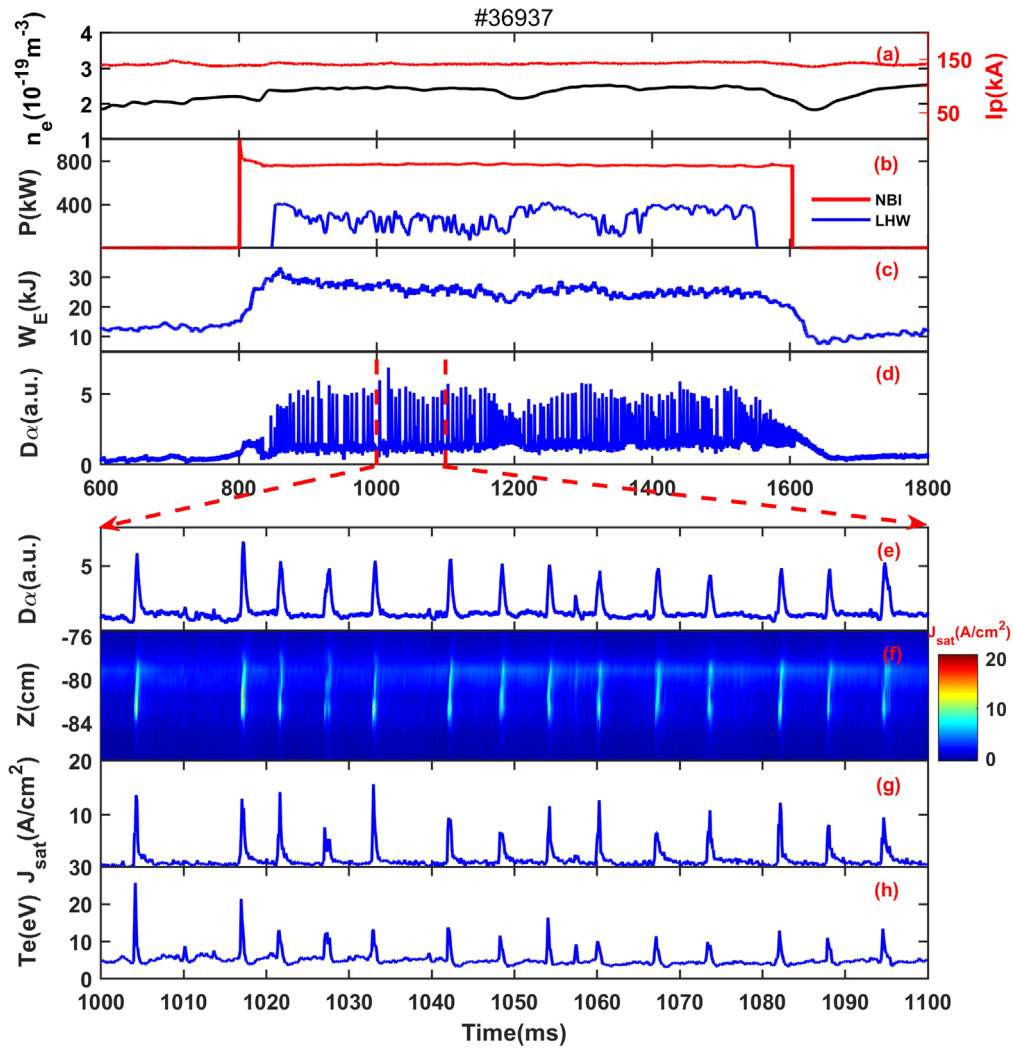 #36937
4
3
2
1
n_e(10^-19m^-3)
(a)
150
50
Ip(kA)
800
400
P(kW)
(b)
NBI
LHW
30
20
10
W_E(kJ)
(c)
5
0
Dα(a.u.)
(d)
600 800 1000 1200 1400 1600 1800
5
Dα(a.u.)
(e)
-76
-80
-84
Z(cm)
(f)
J_sat(A/cm^2)
20
10
0
20
10
J_sat(A/cm^2)
(g)
30
20
10
0
Te(eV)
(h)
1000 1010 1020 1030 1040 1050 1060 1070 1080 1090 1100
Time(ms)